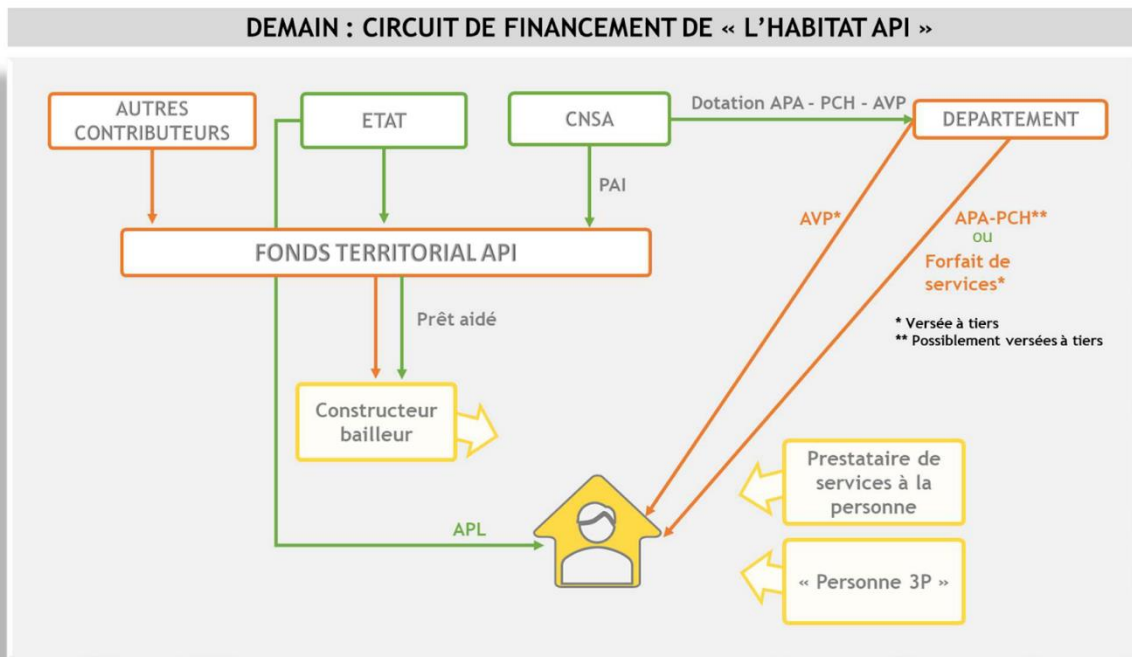 DEMAIN : CIRCUIT DE FINANCEMENT DE « L'HABITAT API »
AUTRES
CONTRIBUTEURS
ETAT
CNSA
Dotation APA - PCH - AVP
DEPARTEMENT
PAI
AVP*
APA-PCH**
ou
Forfait de
services*
FONDS TERRITORIAL API
* Versée à tiers
** Possiblement versées à tiers
Prêt aidé
Constructeur
bailleur
Prestataire de
services à la
personne
APL
« Personne 3P »